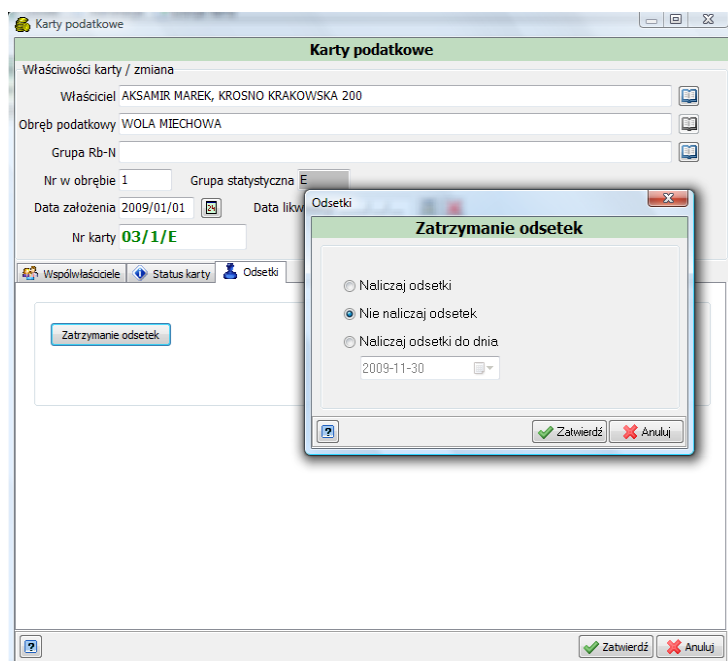 Karty podatkowe
Karty podatkowe
Właściwości karty / zmiana
Właściciel AKSAMIR MAREK, KROSNO KRAKOWSKA 200
Obręb podatkowy WOLA MIECHOWA
Grupa Rb-N
Nr w obrębie 1 Grupa statystyczna E
Data założenia 2009/01/01 24 Data likw
Nr karty 03/1/E
Współwłaściciele Status karty Odsetki
Zatrzymanie odsetek
Odsetki
Zatrzymanie odsetek
Naliczaj odsetki
Nie naliczaj odsetek
Naliczaj odsetki do dnia
2009-11-30
? Zatwierdź Anuluj
? Zatwierdź Anuluj